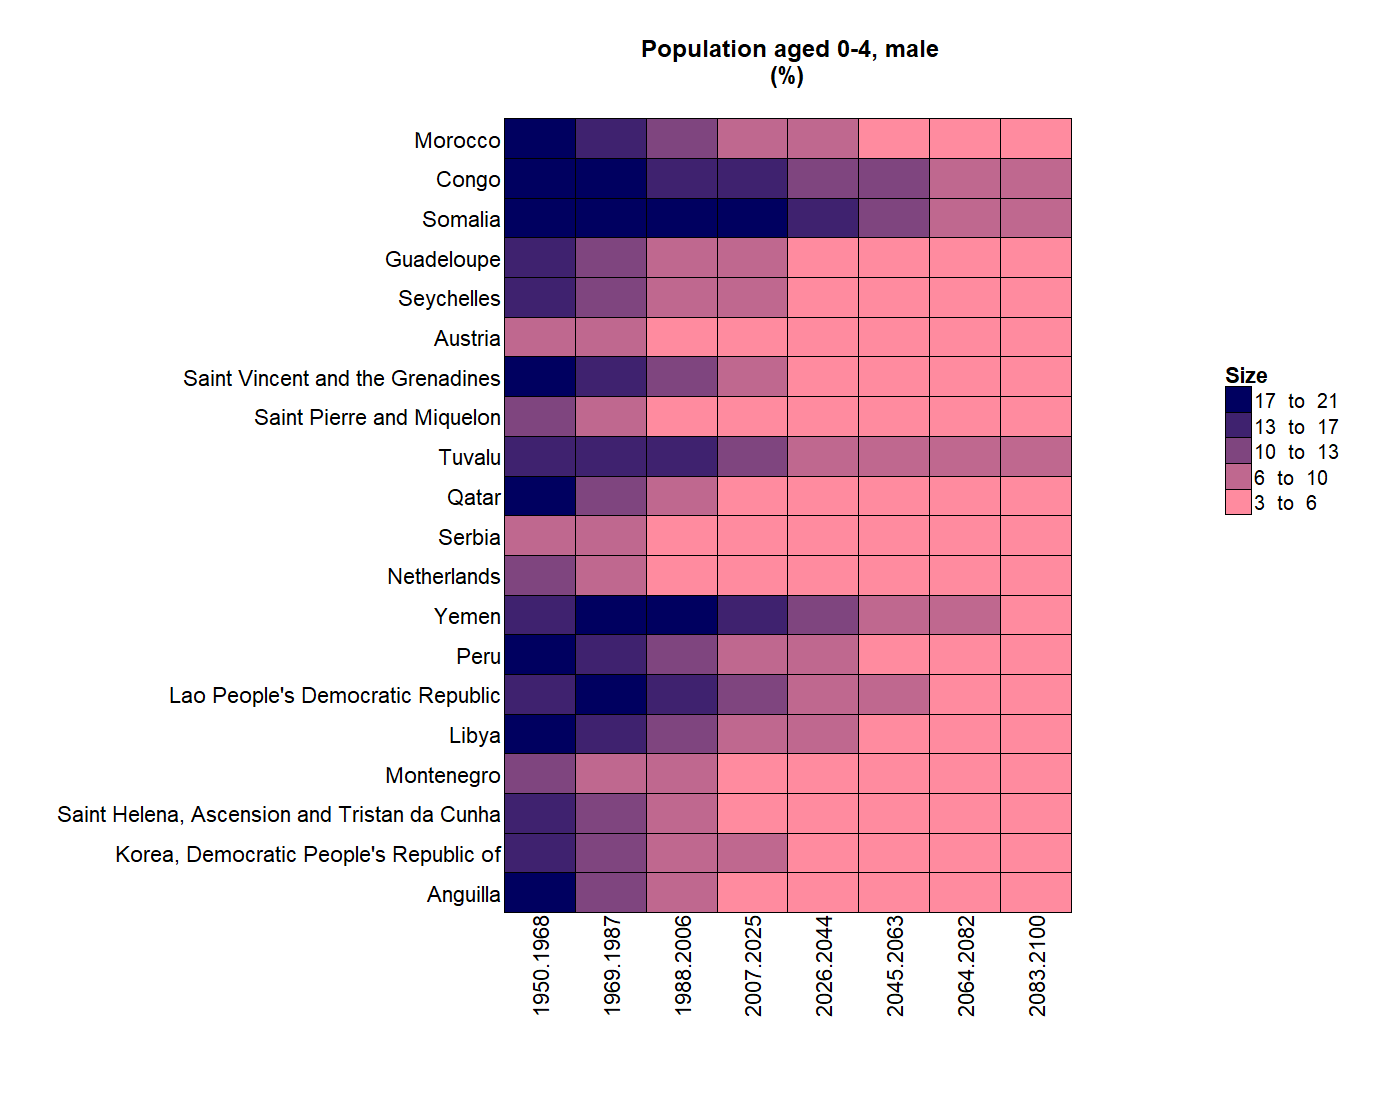 Population aged 0-4, male
(%)
Morocco
Congo
Somalia
Guadeloupe
Seychelles
Austria
Saint Vincent and the Grenadines
Saint Pierre and Miquelon
Tuvalu
Qatar
Serbia
Netherlands
Yemen
Peru
Lao People's Democratic Republic
Libya
Montenegro
Saint Helena, Ascension and Tristan da Cunha
Korea, Democratic People's Republic of
Anguilla
1950.1968
1969.1987
1988.2006
2007.2025
2026.2044
2045.2063
2064.2082
2083.2100
Size
17 to 21
13 to 17
10 to 13
6 to 10
3 to 6